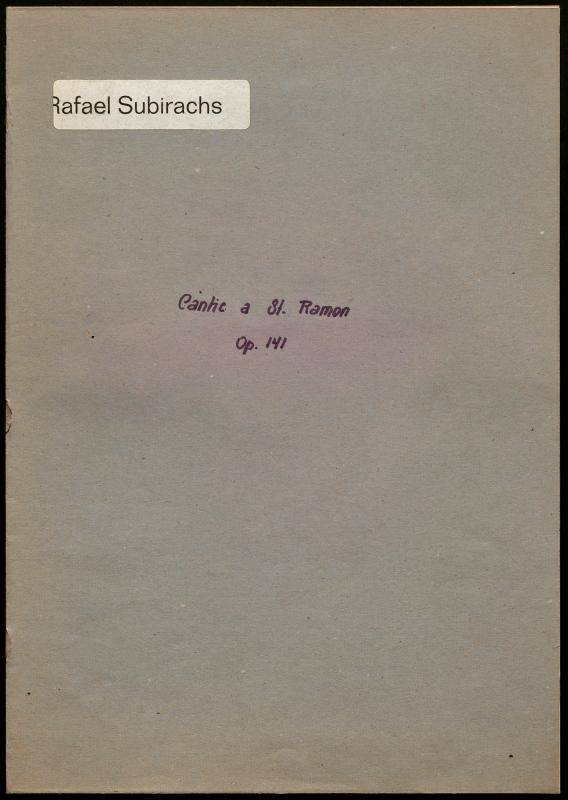 Rafael Subirachs
Càntic a St. Ramon
Op. 141